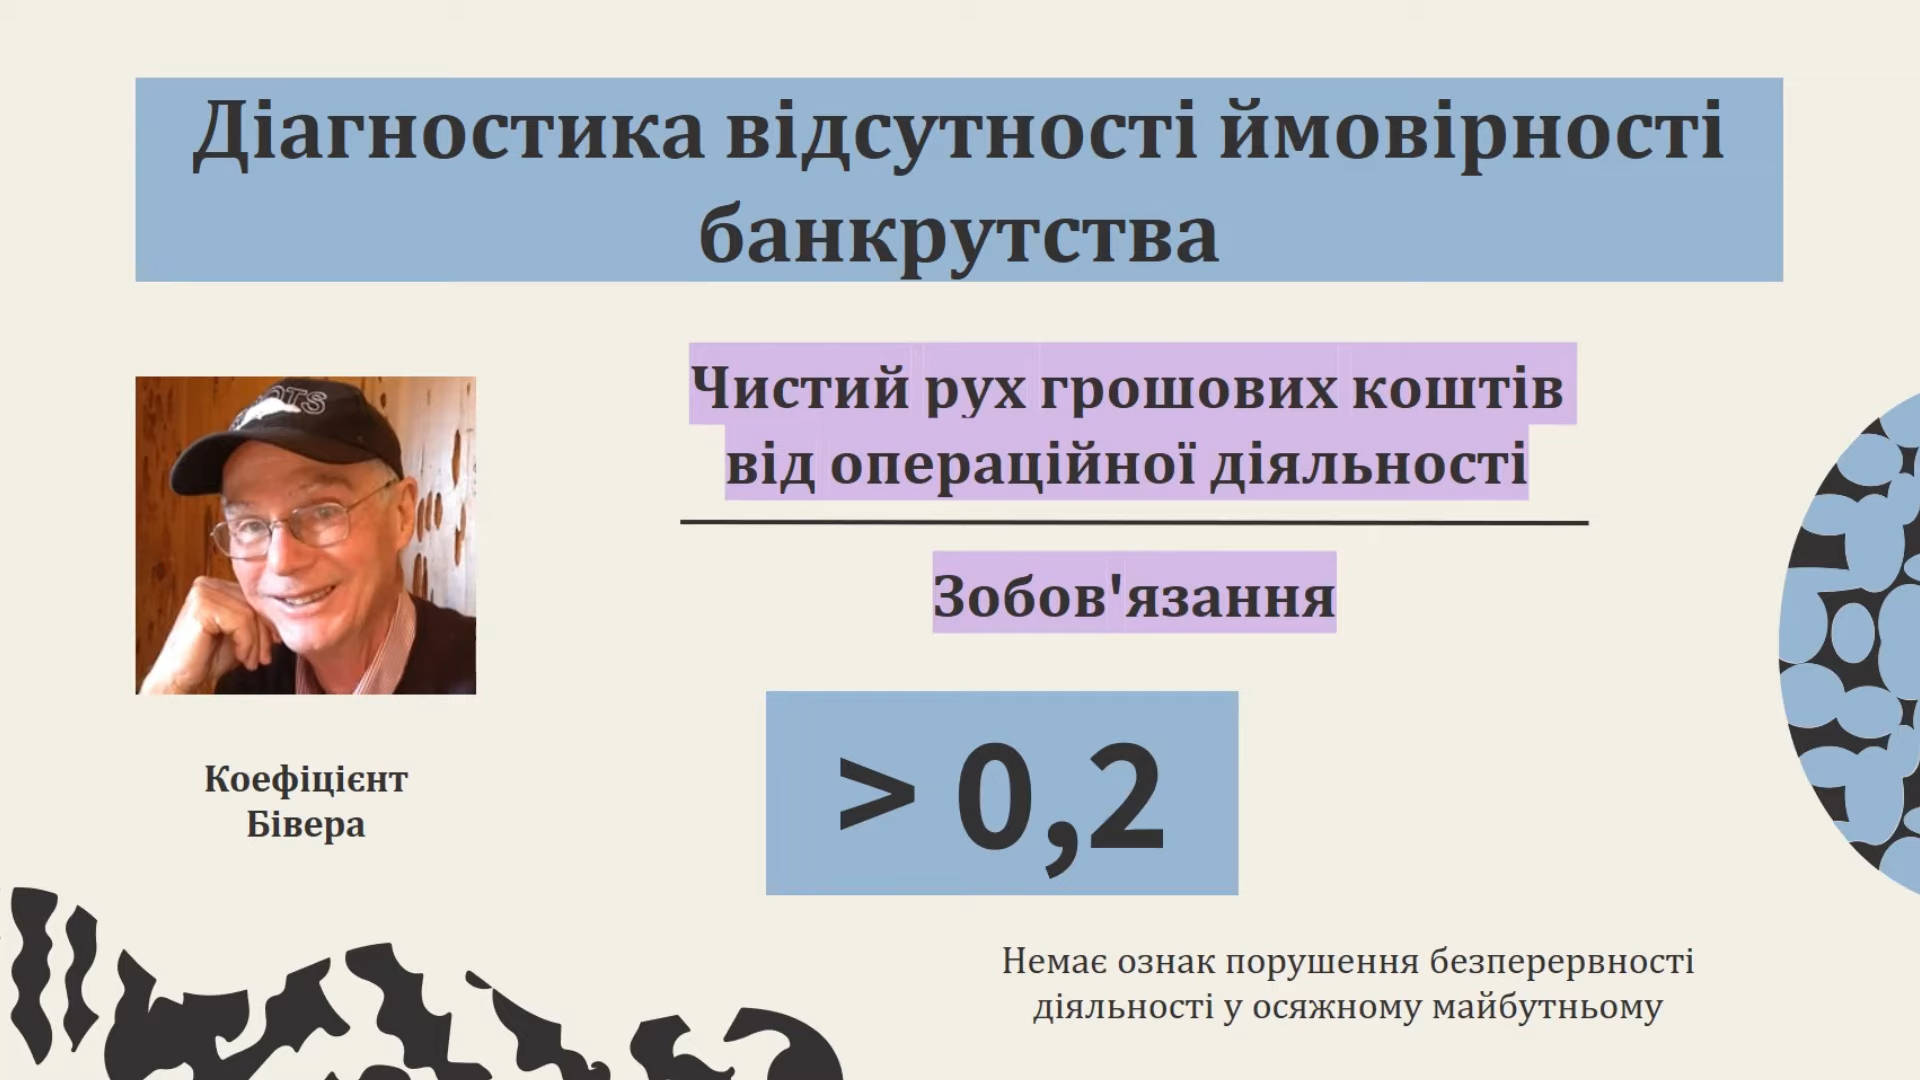 Діагностика відсутності ймовірності
банкрутства
Чистий рух грошових коштів
від операційної діяльності
Зобов'язання
> 0,2
Коефіцієнт
Бівера
Немає ознак порушення безперервності
діяльності у осяжному майбутньому